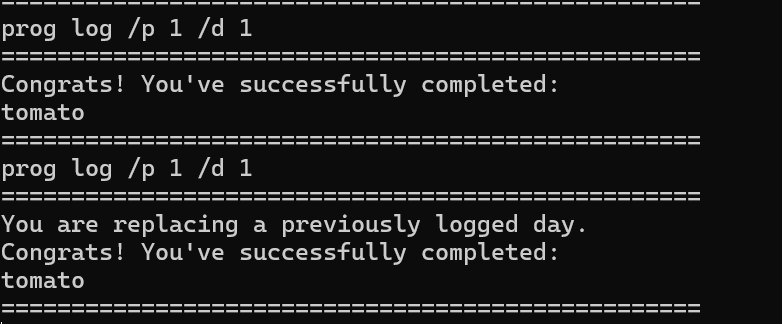 ==================================================
prog log /p 1 /d 1
==================================================
Congrats! You've successfully completed:
tomato
==================================================
prog log /p 1 /d 1
==================================================
You are replacing a previously logged day.
Congrats! You've successfully completed:
tomato
==================================================